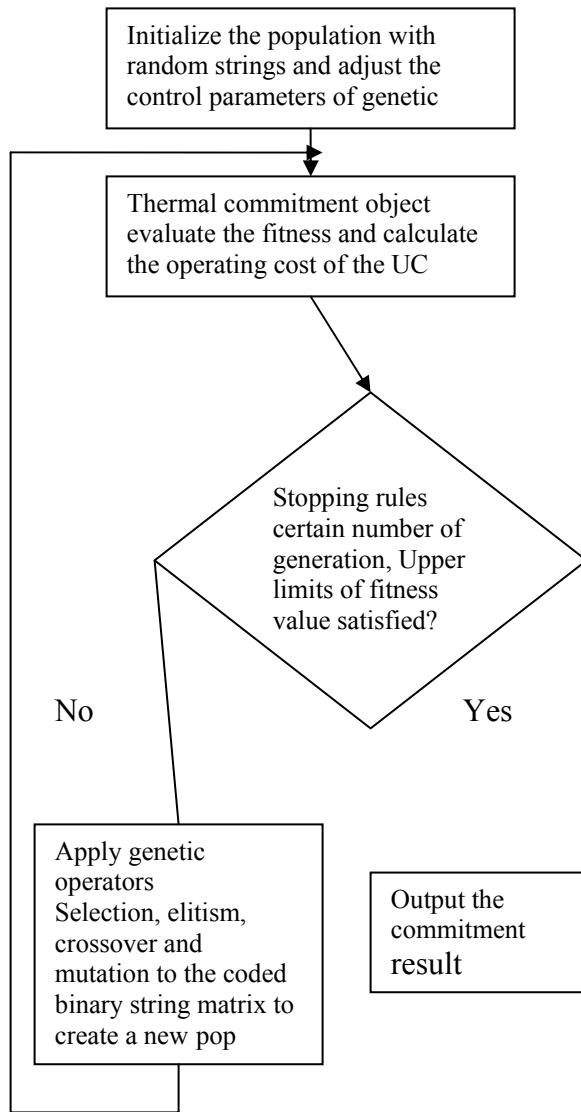 Initialize the population with
random strings and adjust the
control parameters of genetic
Thermal commitment object
evaluate the fitness and calculate
the operating cost of the UC
Stopping rules
certain number of
generation, Upper
limits of fitness
value satisfied?
No
Yes
Apply genetic
operators
Selection, elitism,
crossover and
mutation to the coded
binary string matrix to
create a new pop
Output the
commitment
result